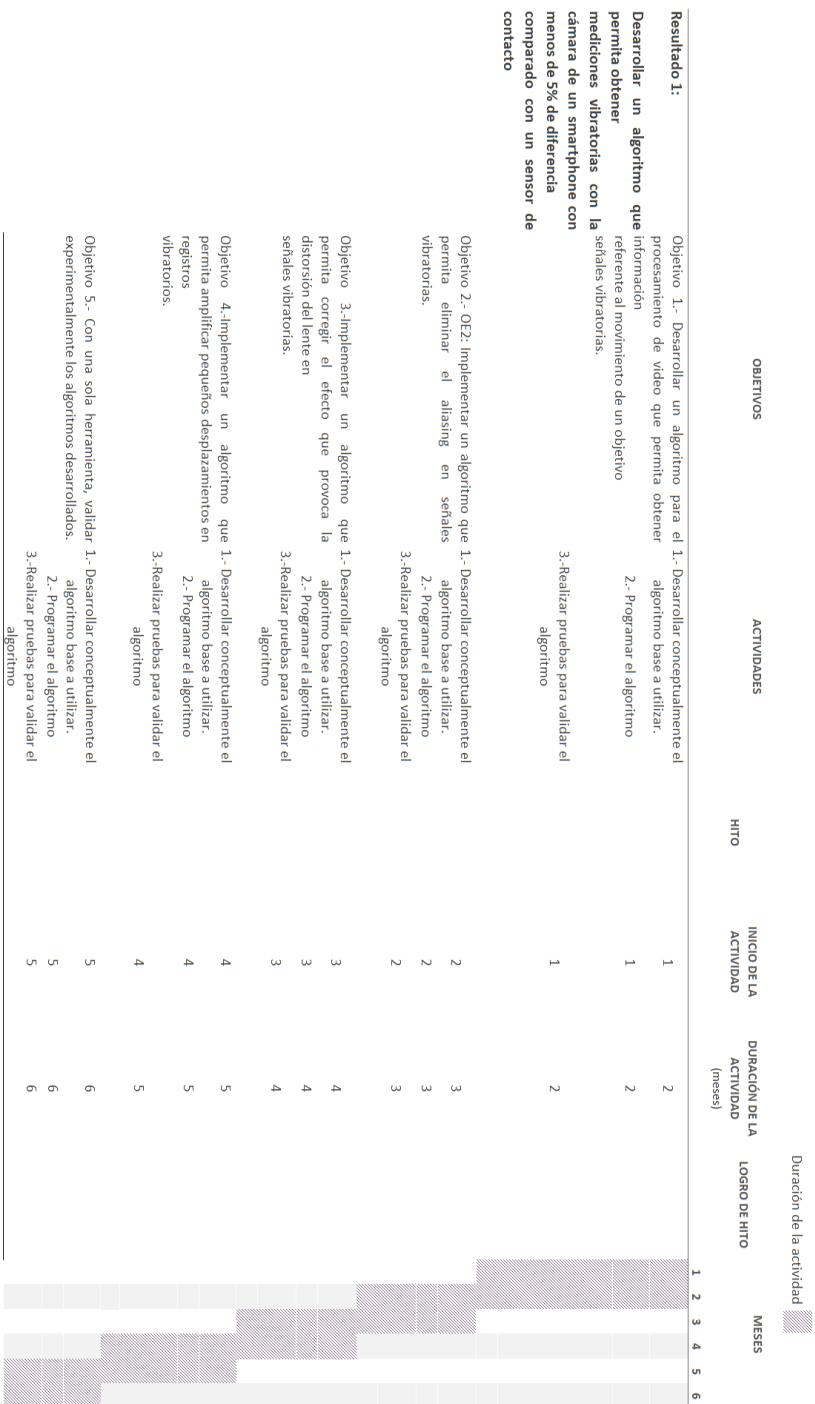 Duración de la actividad
OBJETIVOS
ACTIVIDADES
HITO
INICIO DE LA
ACTIVIDAD
DURACIÓN DE LA
ACTIVIDAD
(meses)
LOGRO DE HITO
MESES
1 2 3 4 5 6
Resultado 1:
Desarrollar un algoritmo que
permita obtener
mediciones vibratorias con la
cámara de un smartphone con
menos de 5% de diferencia
comparado con un sensor de
contacto
Objetivo 1.- Desarrollar un algoritmo para el
procesamiento de video que permita obtener
información
referente al movimiento de un objetivo
señales vibratorias.
1.- Desarrollar conceptualmente el
algoritmo base a utilizar.
1 2
2.- Programar el algoritmo
1 2
3.-Realizar pruebas para validar el
algoritmo
1 2
Objetivo 2.- OE2: Implementar un algoritmo que
permita eliminar el aliasing en señales
vibratorias.
1.- Desarrollar conceptualmente el
algoritmo base a utilizar.
2 3
2.- Programar el algoritmo
2 3
3.-Realizar pruebas para validar el
algoritmo
2 3
Objetivo 3.-Implementar un algoritmo que
permita corregir el efecto que provoca la
distorsión del lente en
señales vibratorias.
1.- Desarrollar conceptualmente el
algoritmo base a utilizar.
3 4
2.- Programar el algoritmo
3 4
3.-Realizar pruebas para validar el
algoritmo
3 4
Objetivo 4.-Implementar un algoritmo que
permita amplificar pequeños desplazamientos en
registros
vibratorios.
1.- Desarrollar conceptualmente el
algoritmo base a utilizar.
4 5
2.- Programar el algoritmo
4 5
3.-Realizar pruebas para validar el
algoritmo
4 5
Objetivo 5.- Con una sola herramienta, validar
experimentalmente los algoritmos desarrollados.
1.- Desarrollar conceptualmente el
algoritmo base a utilizar.
5 6
2.- Programar el algoritmo
5 6
3.-Realizar pruebas para validar el
algoritmo
5 6